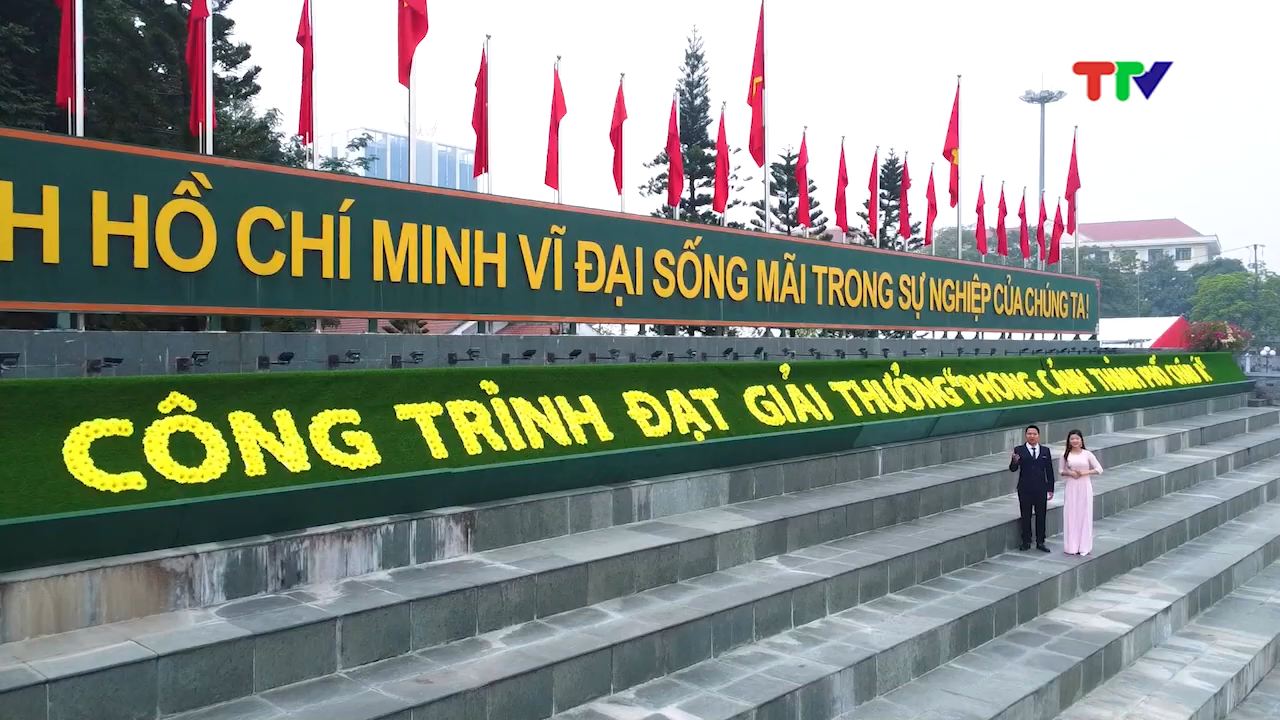 TTV
H HỒ CHÍ MINH VĨ ĐẠI SỐNG MÃI TRONG SỰ NGHIỆP CỦA CHÚNG TA!
CÔNG TRÌNH ĐẠT GIẢI THƯỞNG “PHONG CẢNH THÀNH PHỐ CHÂU Á”